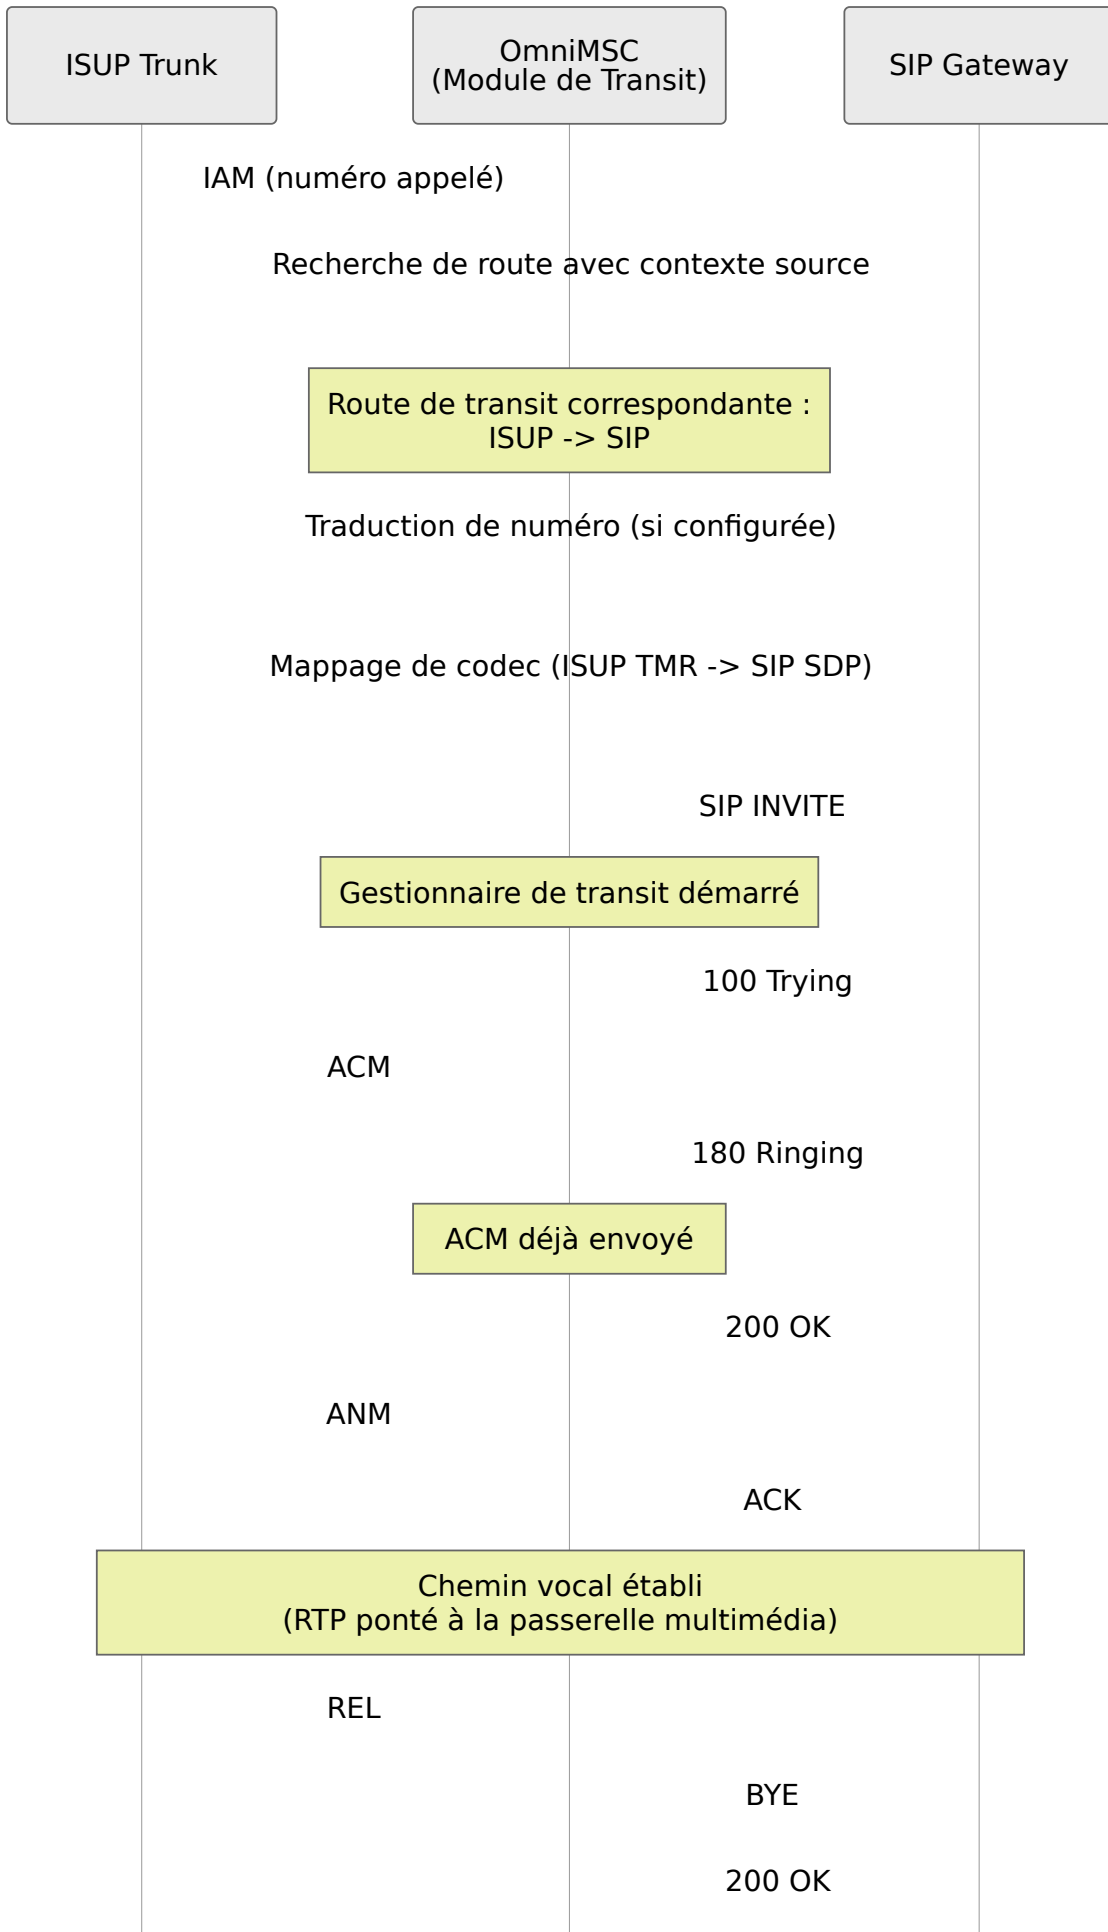 ISUP Trunk
OmniMSC
(Module de Transit)
SIP Gateway
IAM (numéro appelé)
Recherche de route avec contexte source
Route de transit correspondante :
ISUP -> SIP
Traduction de numéro (si configurée)
Mappage de codec (ISUP TMR -> SIP SDP)
SIP INVITE
Gestionnaire de transit démarré
100 Trying
ACM
180 Ringing
ACM déjà envoyé
200 OK
ANM
ACK
Chemin vocal établi
(RTP ponté à la passerelle multimédia)
REL
BYE
200 OK